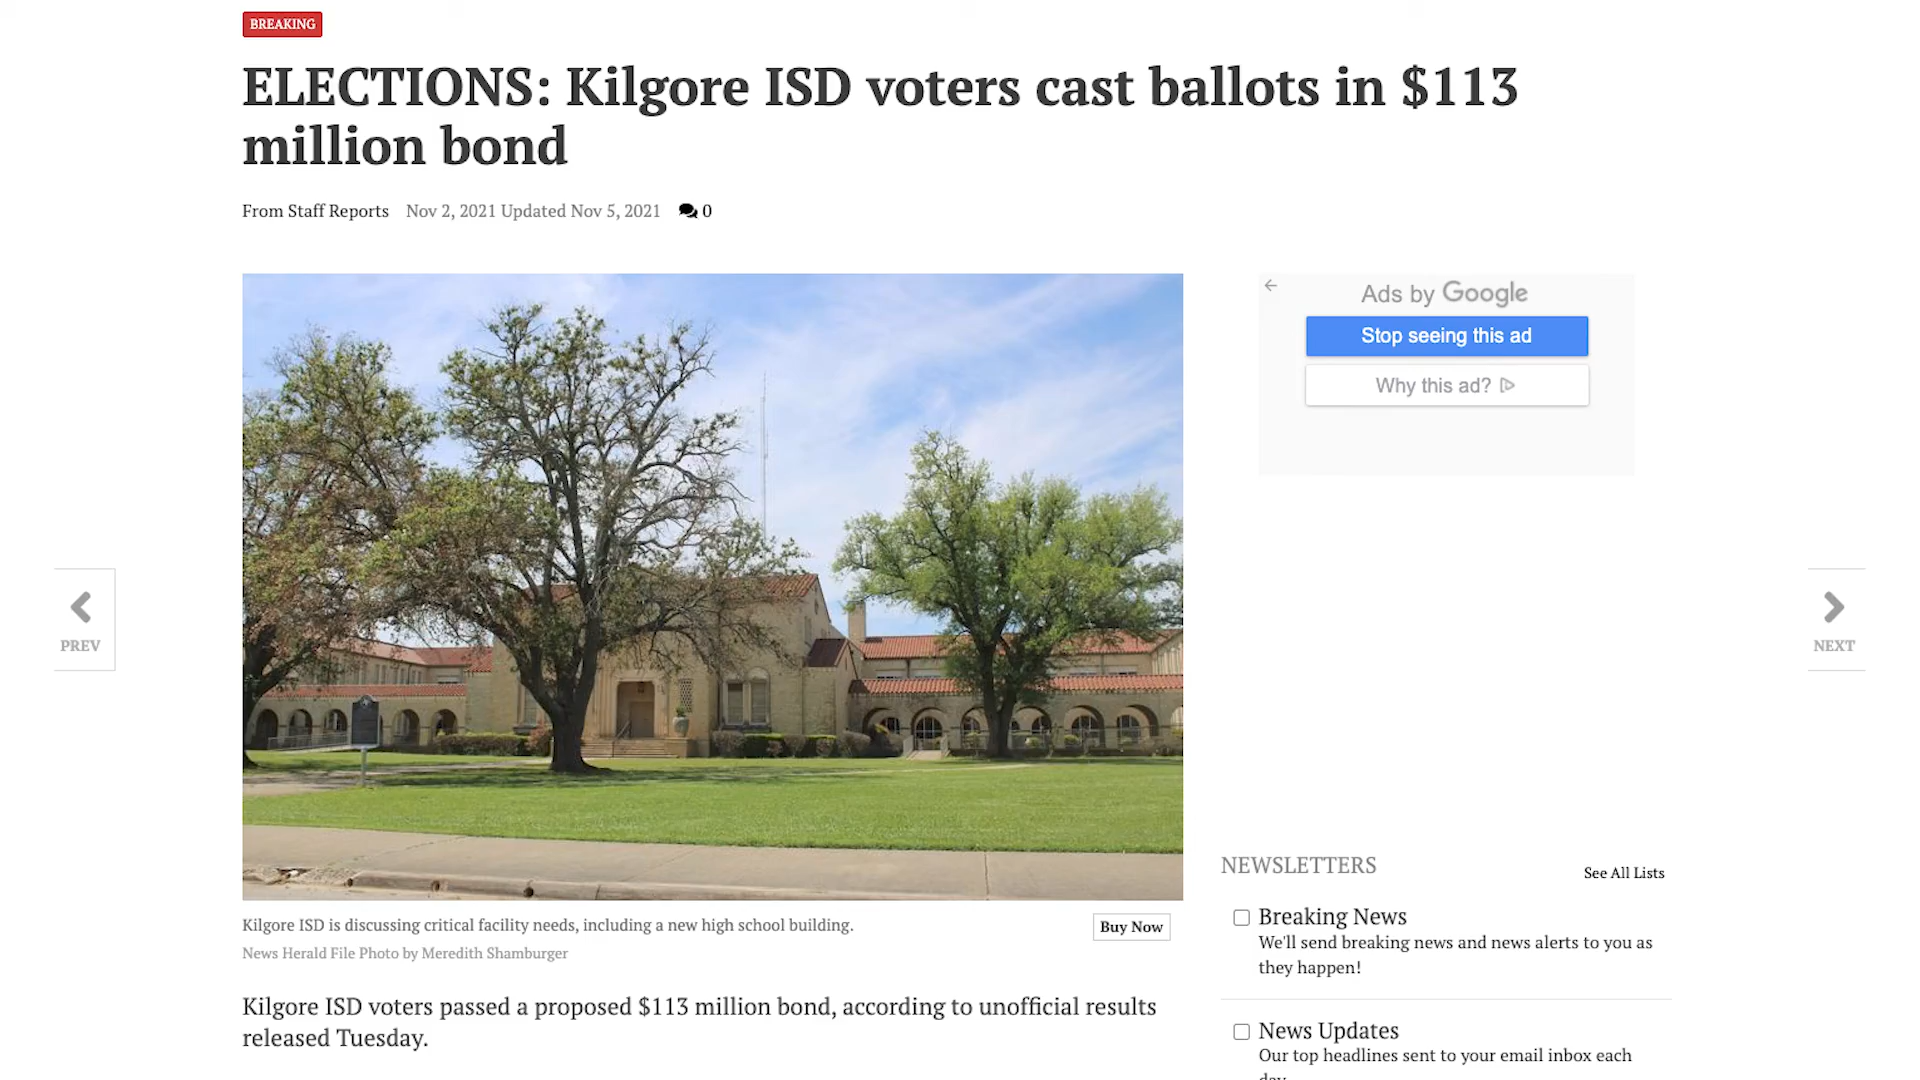 BREAKING
ELECTIONS: Kilgore ISD voters cast ballots in $113
million bond
From Staff Reports Nov 2, 2021 Updated Nov 5, 2021 0
Ads by Google
Stop seeing this ad
Why this ad?
PREV
NEXT
Kilgore ISD is discussing critical facility needs, including a new high school building.
Buy Now
News Herald File Photo by Meredith Shamburger
Kilgore ISD voters passed a proposed $113 million bond, according to unofficial results
released Tuesday.
NEWSLETTERS
See All Lists
Breaking News
We'll send breaking news and news alerts to you as
they happen!
News Updates
Our top headlines sent to your email inbox each